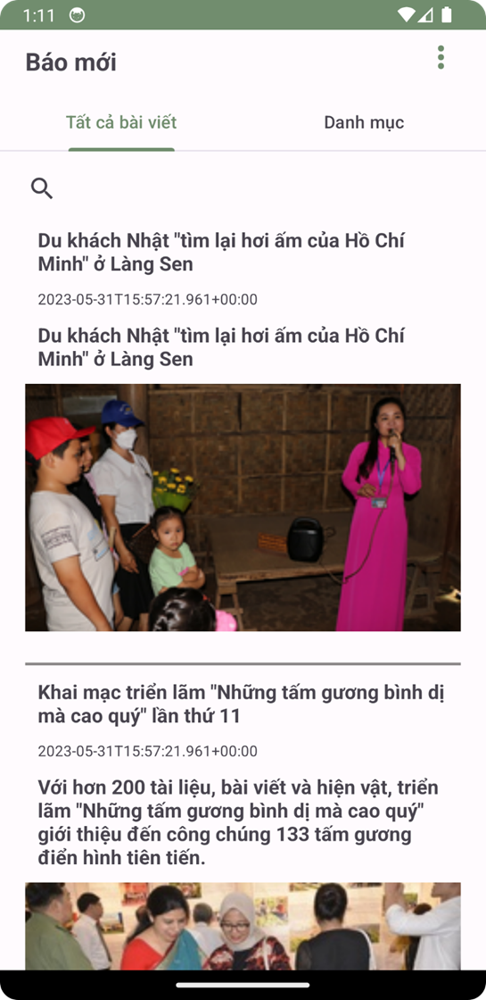 1:11
Báo mới
Tất cả bài viết
Danh mục
Du khách Nhật "tìm lại hơi ấm của Hồ Chí
Minh" ở Làng Sen
2023-05-31T15:57:21.961+00:00
Du khách Nhật "tìm lại hơi ấm của Hồ Chí
Minh" ở Làng Sen
Khai mạc triển lãm "Những tấm gương bình dị
mà cao quý" lần thứ 11
2023-05-31T15:57:21.961+00:00
Với hơn 200 tài liệu, bài viết và hiện vật, triển
lãm "Những tấm gương bình dị mà cao quý"
giới thiệu đến công chúng 133 tấm gương
điển hình tiên tiến.